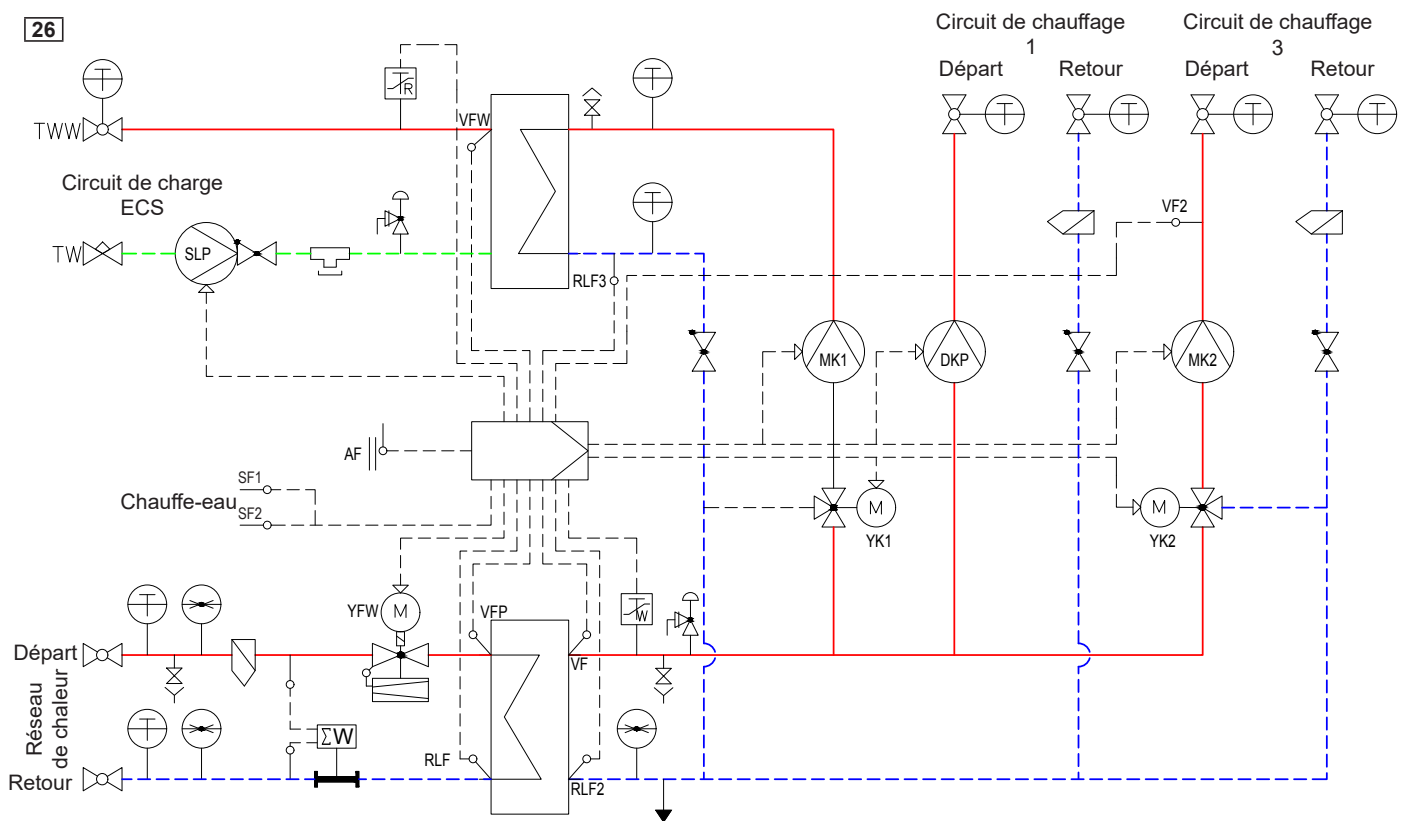 26
Circuit de chauffage
1
Circuit de chauffage
3
Départ
Retour
Départ
Retour
T
T
T
T
T
T
R
TWW
VFW
Circuit de charge
ECS
T
VF2
TW
SLP
RLF3
MK1
DKP
MK2
AF
SF1
Chauffe-eau
SF2
M
YK1
M
YK2
T
YFW
M
VFP
W
Départ
VF
Réseau
de chaleur
T
ΣW
RLF
Retour
RLF2